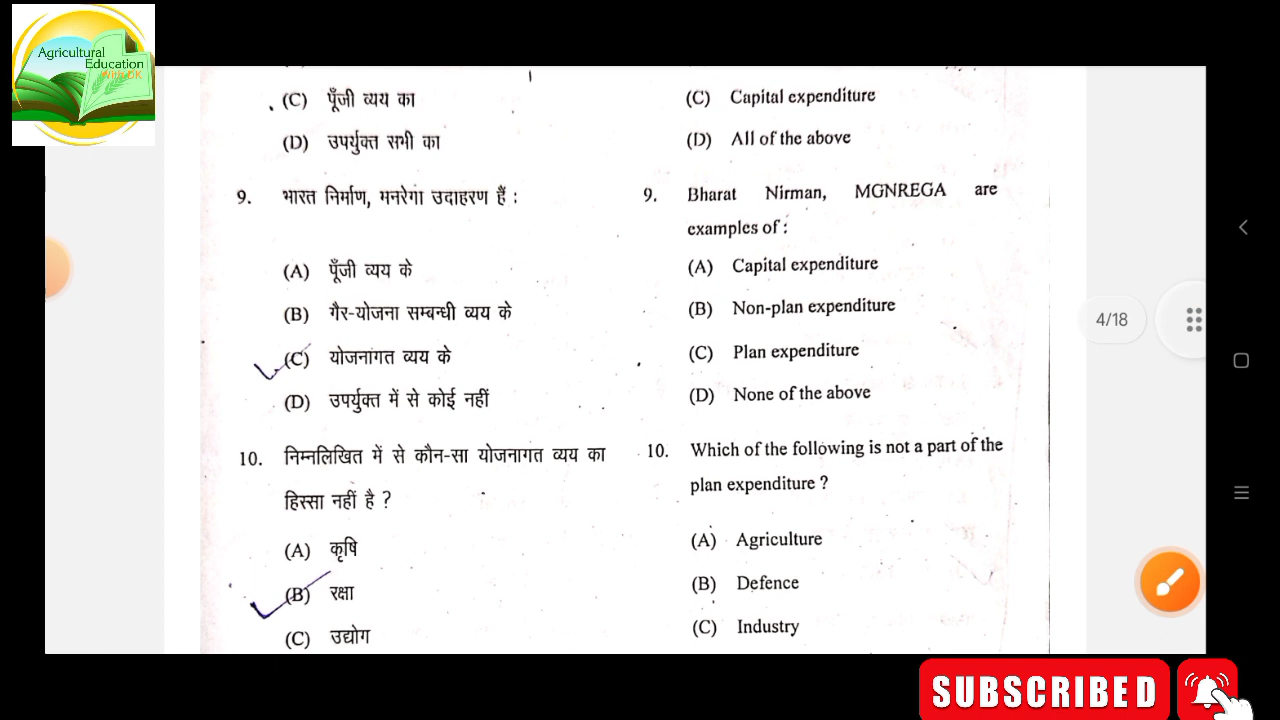 Agricultural
Education
With DK
(C) पूँजी व्यय का
(D) उपर्युक्त सभी का
9. भारत निर्माण, मनरेगा उदाहरण हैं :
(A) पूँजी व्यय के
(B) गैर-योजना सम्बन्धी व्यय के
(C) योजनांगत व्यय के
(D) उपर्युक्त में से कोई नहीं
10. निम्नलिखित में से कौन-सा योजनागत व्यय का
हिस्सा नहीं है ?
(A) कृषि
(B) रक्षा
(C) उद्योग
(C) Capital expenditure
(D) All of the above
9. Bharat Nirman, MGNREGA are
examples of :
(A) Capital expenditure
(B) Non-plan expenditure
(C) Plan expenditure
(D) None of the above
10. Which of the following is not a part of the
plan expenditure ?
(A) Agriculture
(B) Defence
(C) Industry
4/18
SUBSCRIBED